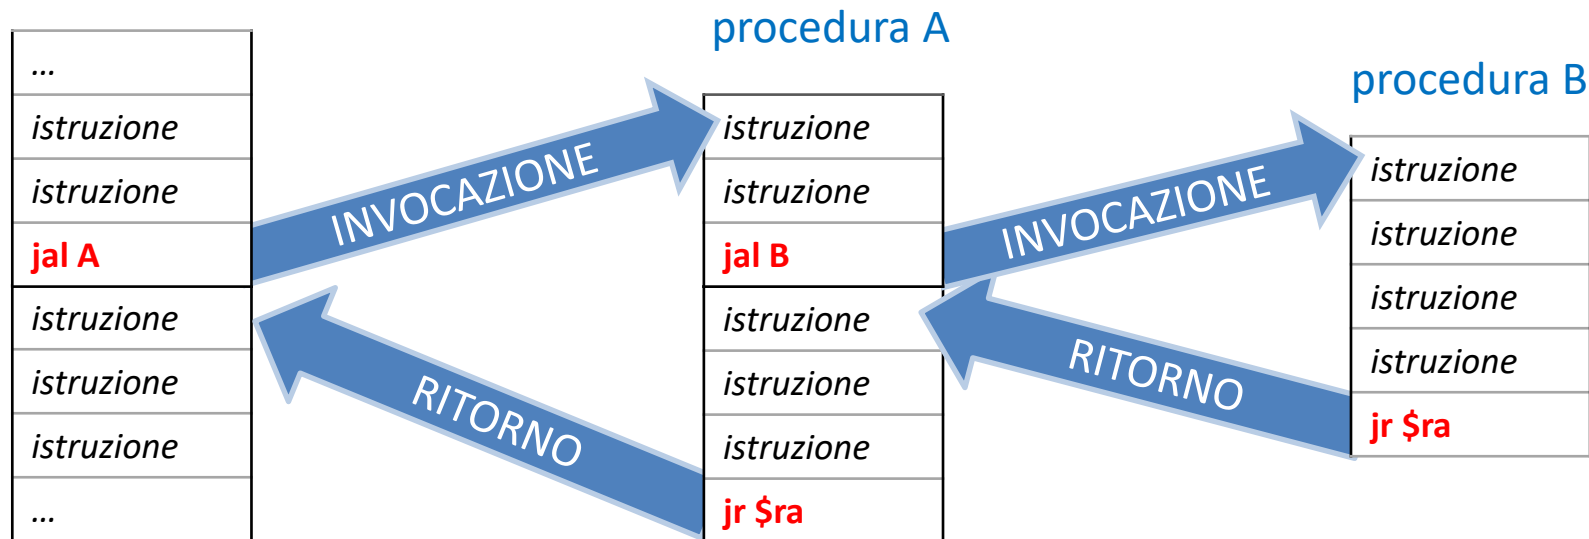 procedura A
procedura B
…
istruzione
istruzione
jal A
istruzione
istruzione
istruzione
…
INVOCAZIONE
RITORNO
istruzione
istruzione
jal B
istruzione
istruzione
istruzione
jr $ra
INVOCAZIONE
RITORNO
istruzione
istruzione
istruzione
istruzione
jr $ra